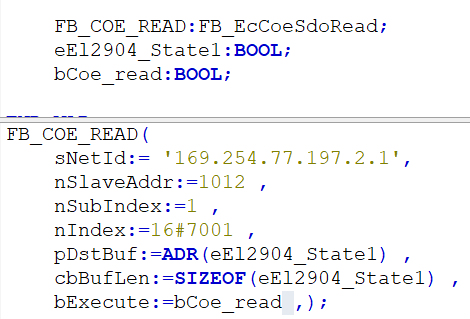 FB_COE_READ:FB_EcCoeSdoRead;
eEl2904_State1:BOOL;
bCoe_read:BOOL;
FB_COE_READ(
sNetId:= '169.254.77.197.2.1',
nSlaveAddr:=1012 ,
nSubIndex:=1 ,
nIndex:=16#7001 ,
pDstBuf:=ADR(eEl2904_State1) ,
cbBufLen:=SIZEOF(eEl2904_State1) ,
bExecute:=bCoe_read ,);